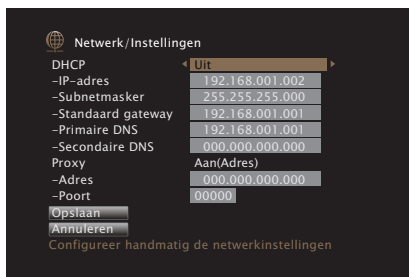 Netwerk/Instellingen
DHCP Uit
-IP-adres 192.168.001.002
-Subnetmasker 255.255.255.000
-Standaard gateway 192.168.001.001
-Primaire DNS 192.168.001.001
-Secondaire DNS 000.000.000.000
Proxy Aan(Adres)
-Adres 000.000.000.000
-Poort 00000
Opslaan
Annuleren
Configureer handmatig de netwerkinstellingen